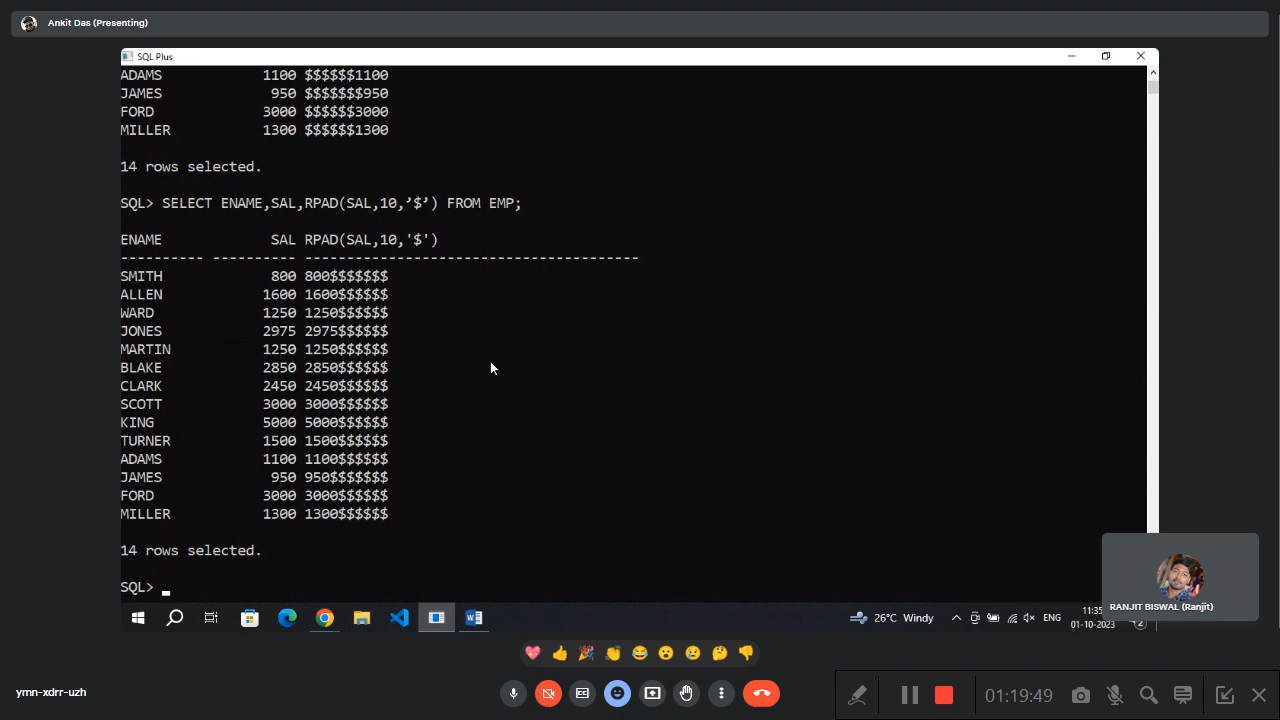 Ankit Das (Presenting)
SQL Plus
ADAMS 1100 $$$$$$1100
JAMES 950 $$$$$$$950
FORD 3000 $$$$$$3000
MILLER 1300 $$$$$$1300
14 rows selected.
SQL> SELECT ENAME,SAL,RPAD(SAL,10,’$’) FROM EMP;
ENAME SAL RPAD(SAL,10,'$')
---------- ---------- ----------------------------------------
SMITH 800 800$$$$$$$
ALLEN 1600 1600$$$$$$
WARD 1250 1250$$$$$$
JONES 2975 2975$$$$$$
MARTIN 1250 1250$$$$$$
BLAKE 2850 2850$$$$$$
CLARK 2450 2450$$$$$$
SCOTT 3000 3000$$$$$$
KING 5000 5000$$$$$$
TURNER 1500 1500$$$$$$
ADAMS 1100 1100$$$$$$
JAMES 950 950$$$$$$$
FORD 3000 3000$$$$$$
MILLER 1300 1300$$$$$$
14 rows selected.
SQL>
RANJIT BISWAL (Ranjit)
26°C Windy
ENG
11:35
01-10-2023
2
ymn-xdrr-uzh
01:19:49